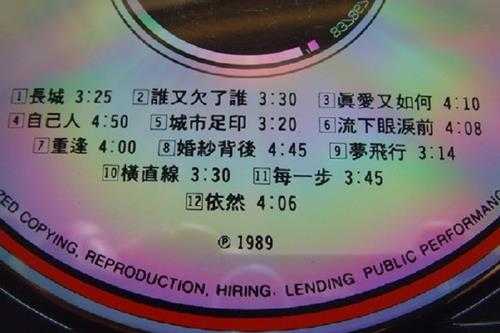 1 長城 3:25 2 誰又欠了誰 3:30 3 眞愛又如何 4:10
4 自己人 4:50 5 城市足印 3:20 6 流下眼淚前 4:08
7 重逢 4:00 8 婚紗背後 4:45 9 夢飛行 3:14
10 橫直線 3:30 11 每一步 3:45
12 依然 4:06
℗ 1989
COPYING, REPRODUCTION, HIRING. LENDING PUBLIC